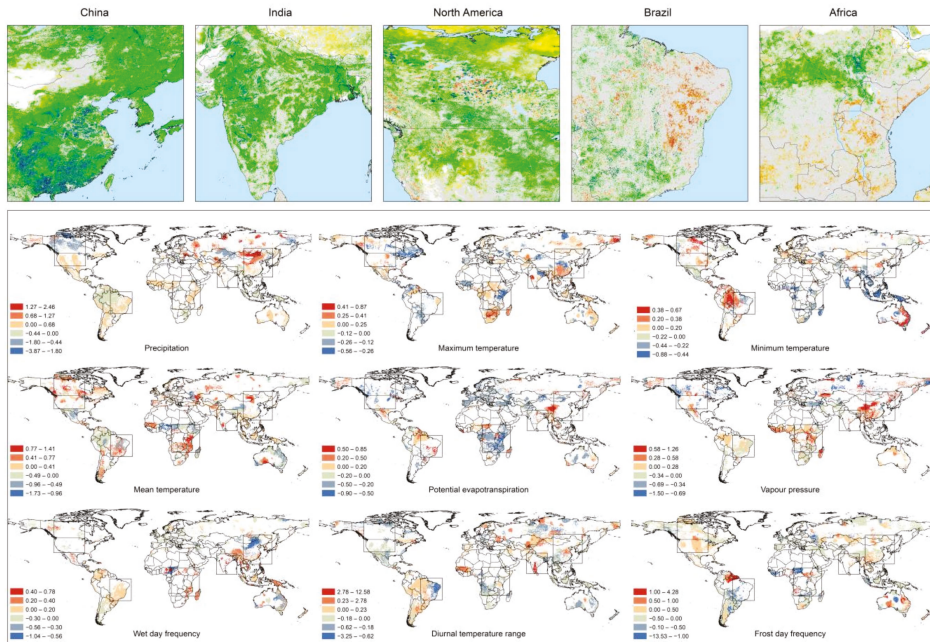 China India North America Brazil Africa
1.27 – 2.46
0.68 – 1.27
0.00 – 0.68
−0.44 – 0.00
−1.80 – −0.44
−3.87 – −1.80
Precipitation
0.41 – 0.87
0.25 – 0.41
0.00 – 0.25
−0.12 – 0.00
−0.26 – −0.12
−0.56 – −0.26
Maximum temperature
0.38 – 0.67
0.20 – 0.38
0.00 – 0.20
−0.22 – 0.00
−0.44 – −0.22
−0.88 – −0.44
Minimum temperature
0.77 – 1.41
0.41 – 0.77
0.00 – 0.41
−0.49 – 0.00
−0.96 – −0.49
−1.73 – −0.96
Mean temperature
0.50 – 0.85
0.20 – 0.50
0.00 – 0.20
−0.20 – 0.00
−0.50 – −0.20
−0.90 – −0.50
Potential evapotranspiration
0.58 – 1.26
0.28 – 0.58
0.00 – 0.28
−0.34 – 0.00
−0.69 – −0.34
−1.50 – −0.69
Vapour pressure
0.40 – 0.78
0.20 – 0.40
0.00 – 0.20
−0.30 – 0.00
−0.56 – −0.30
−1.04 – −0.56
Wet day frequency
2.78 – 12.58
0.23 – 2.78
0.00 – 0.23
−0.18 – 0.00
−0.62 – −0.18
−3.25 – −0.62
Diurnal temperature range
1.00 – 4.28
0.50 – 1.00
0.00 – 0.50
−0.10 – 0.00
−0.10 – −0.50
−13.53 – −1.00
Frost day frequency